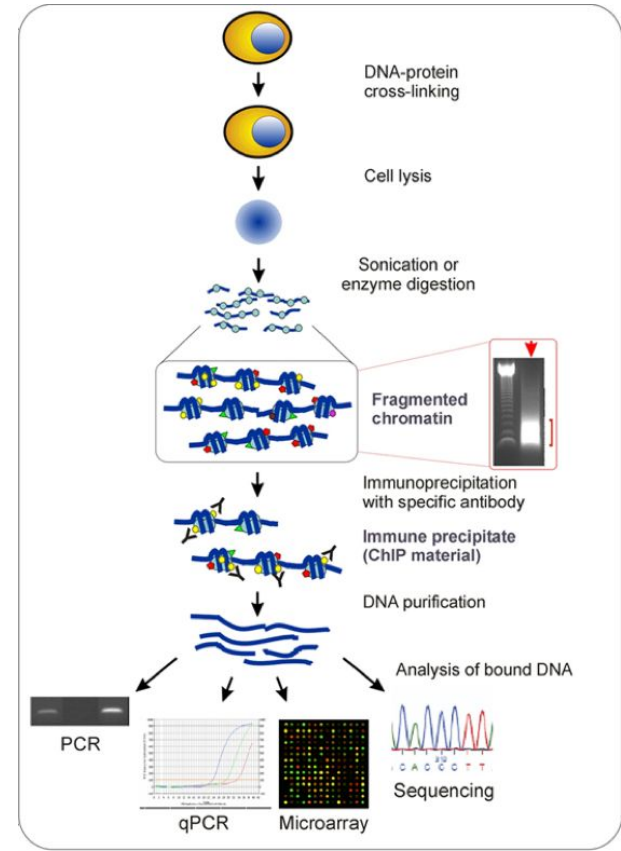 DNA-protein
cross-linking
Cell lysis
Sonication or
enzyme digestion
Fragmented
chromatin
Immunoprecipitation
with specific antibody
Immune precipitate
(ChIP material)
DNA purification
Analysis of bound DNA
PCR
qPCR
Microarray
C A C C C T T
Sequencing